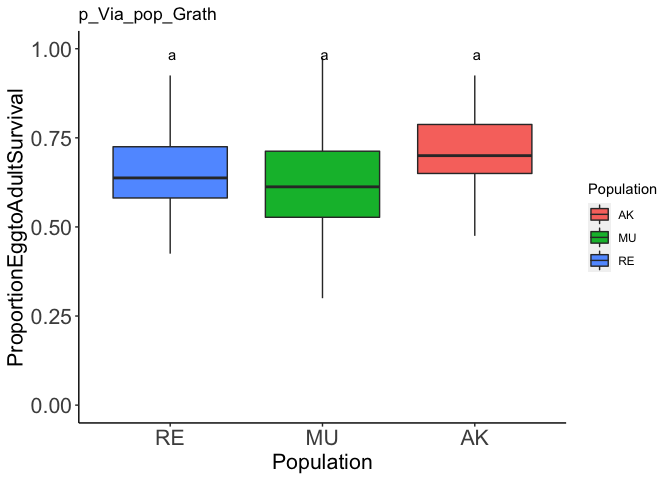 p_Via_pop_Grath
1.00
0.75
0.50
0.25
0.00
ProportionEggtoAdultSurvival
a a a
RE MU AK
Population
Population
AK
MU
RE